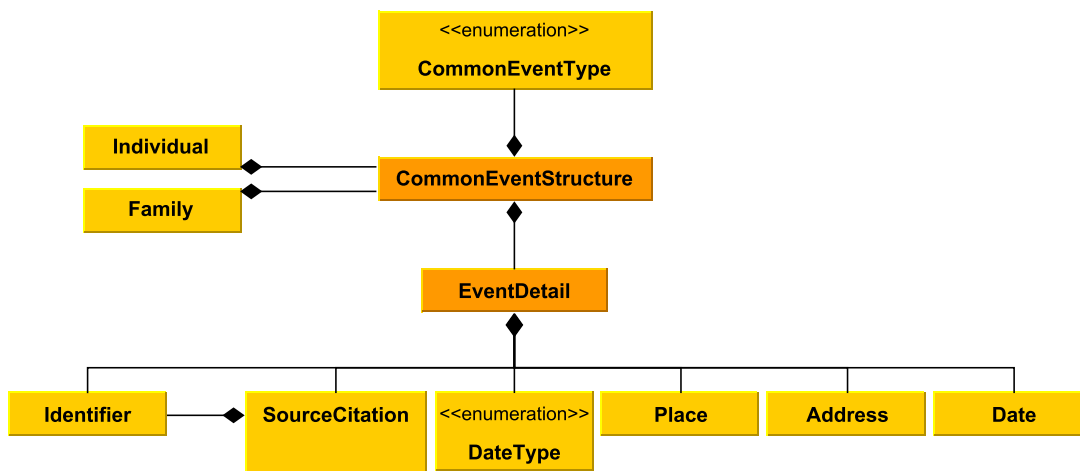 <<enumeration>>
CommonEventType
Individual
CommonEventStructure
Family
EventDetail
Identifier
SourceCitation
<<enumeration>>
DateType
Place
Address
Date